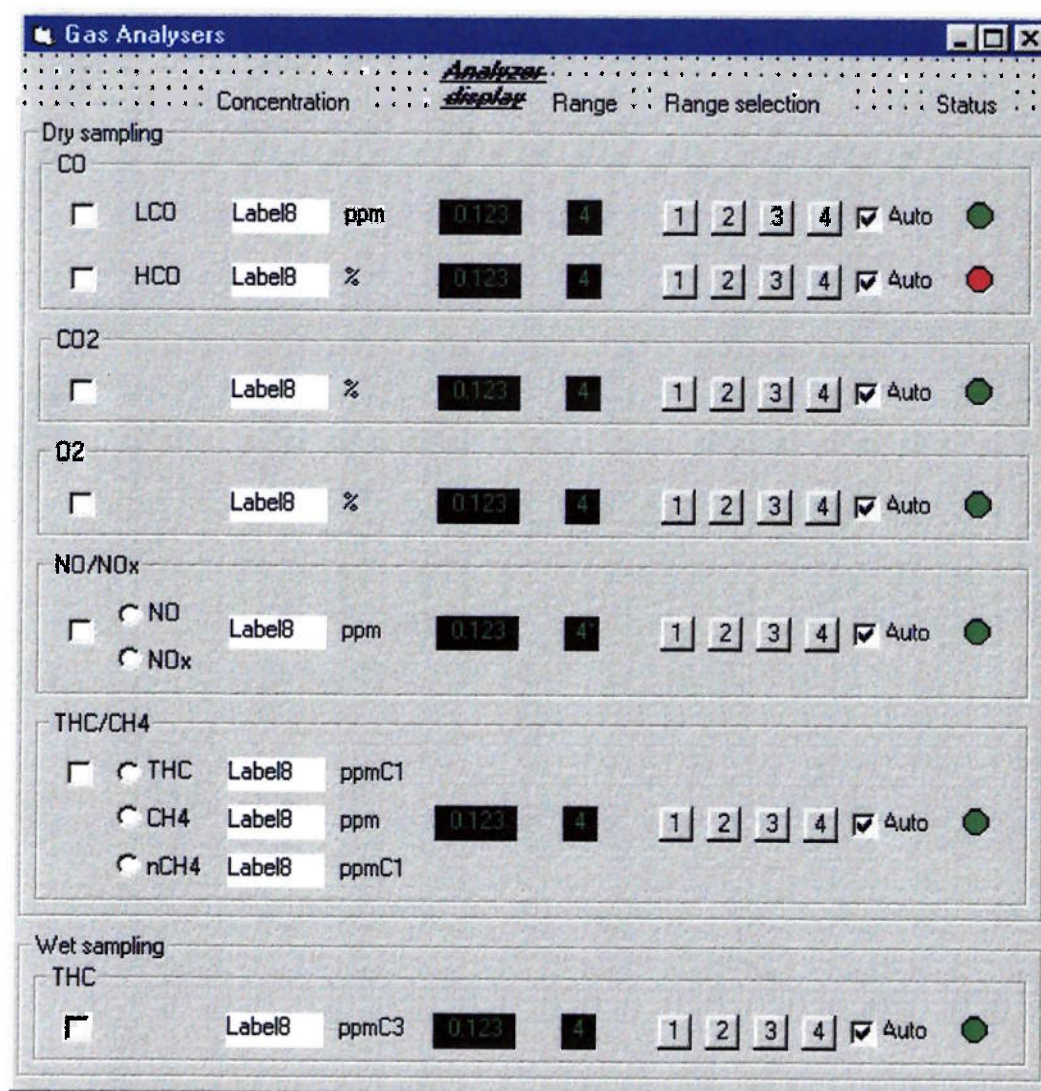 Gas Analysers
Analyzer
Concentration display Range Range selection Status
Dry sampling
CO
LCO Label8 ppm 0.123 4 1 2 3 4 Auto
HCO Label8 % 0.123 4 1 2 3 4 Auto
CO2
Label8 % 0.123 4 1 2 3 4 Auto
O2
Label8 % 0.123 4 1 2 3 4 Auto
NO/NOx
NO
Label8 ppm 0.123 4 1 2 3 4 Auto
NOx
THC/CH4
THC Label8 ppmC1
CH4 Label8 ppm 0.123 4 1 2 3 4 Auto
nCH4 Label8 ppmC1
Wet sampling
THC
Label8 ppmC3 0.123 4 1 2 3 4 Auto